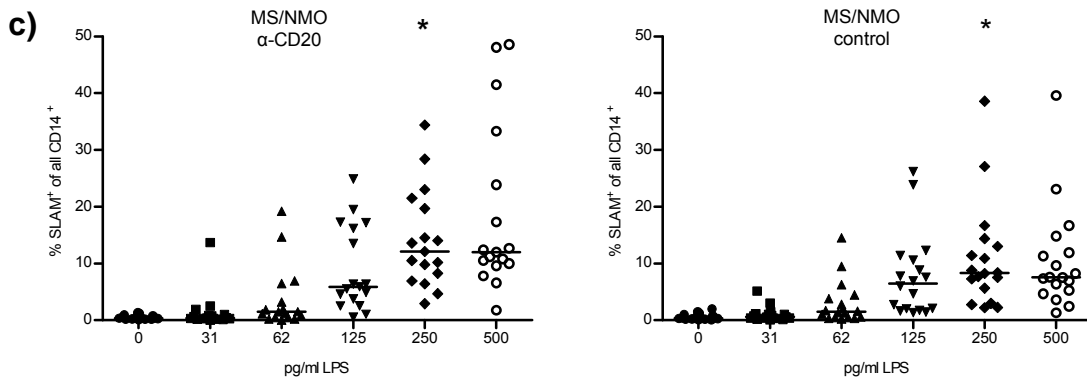 c)
MS/NMO
α-CD20
*
% SLAM⁺ of all CD14⁺
50
40
30
20
10
0
0 31 62 125 250 500
pg/ml LPS
MS/NMO
control
*
% SLAM⁺ of all CD14⁺
50
40
30
20
10
0
0 31 62 125 250 500
pg/ml LPS